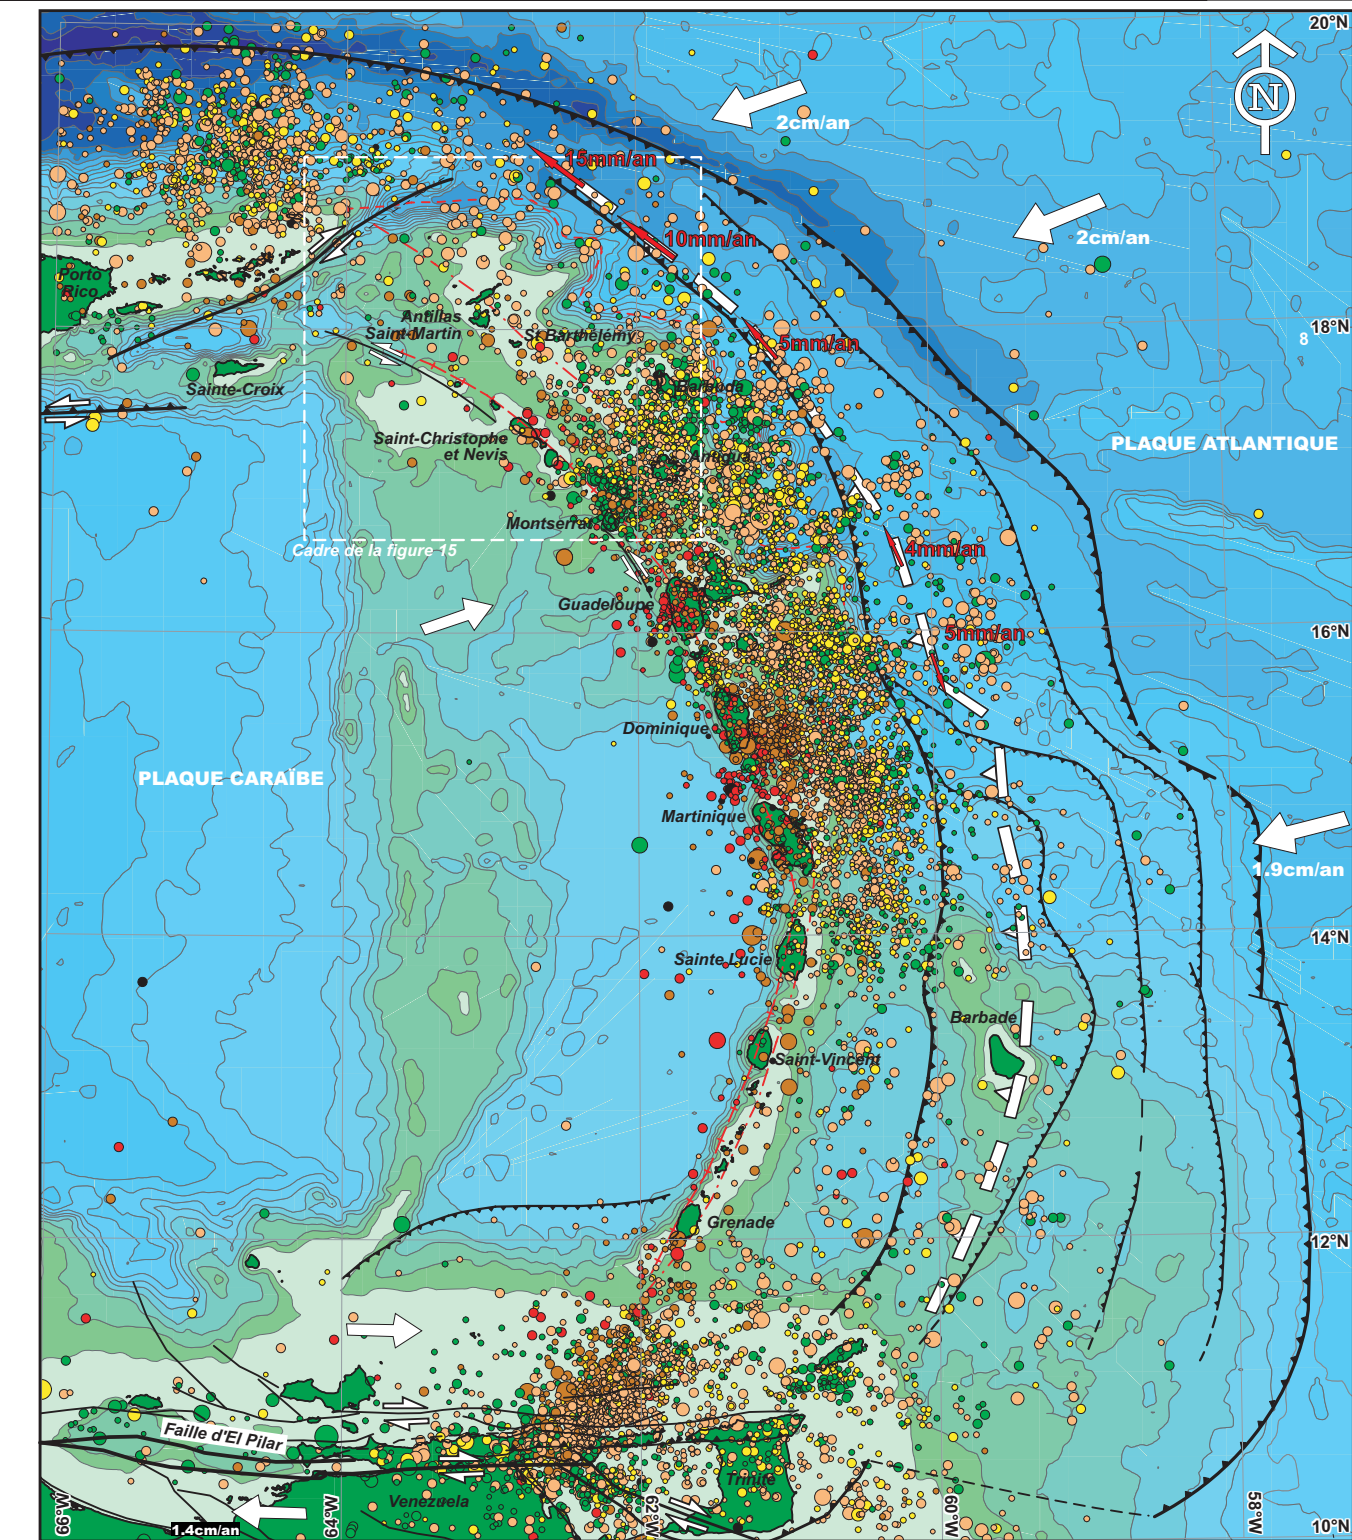 20°N
N
2cm/an
15mm/an
10mm/an
2cm/an
Porto
Rico
Antillas
Saint-Martin
St Barthélémy
18°N
8
5mm/an
Sainte-Croix
Barbuda
Saint-Christophe
et Nevis
Antigua
PLAQUE ATLANTIQUE
Montserrat
Cadre de la figure 15
4mm/an
Guadeloupe
5mm/an
16°N
Dominique
PLAQUE CARAÏBE
Martinique
1.9cm/an
14°N
Sainte Lucie
Barbade
Saint-Vincent
Grenade
12°N
Faille d'El Pilar
Trinité
Venezuela
66°W
64°W
62°W
60°W
58°W
1.4cm/an
10°N